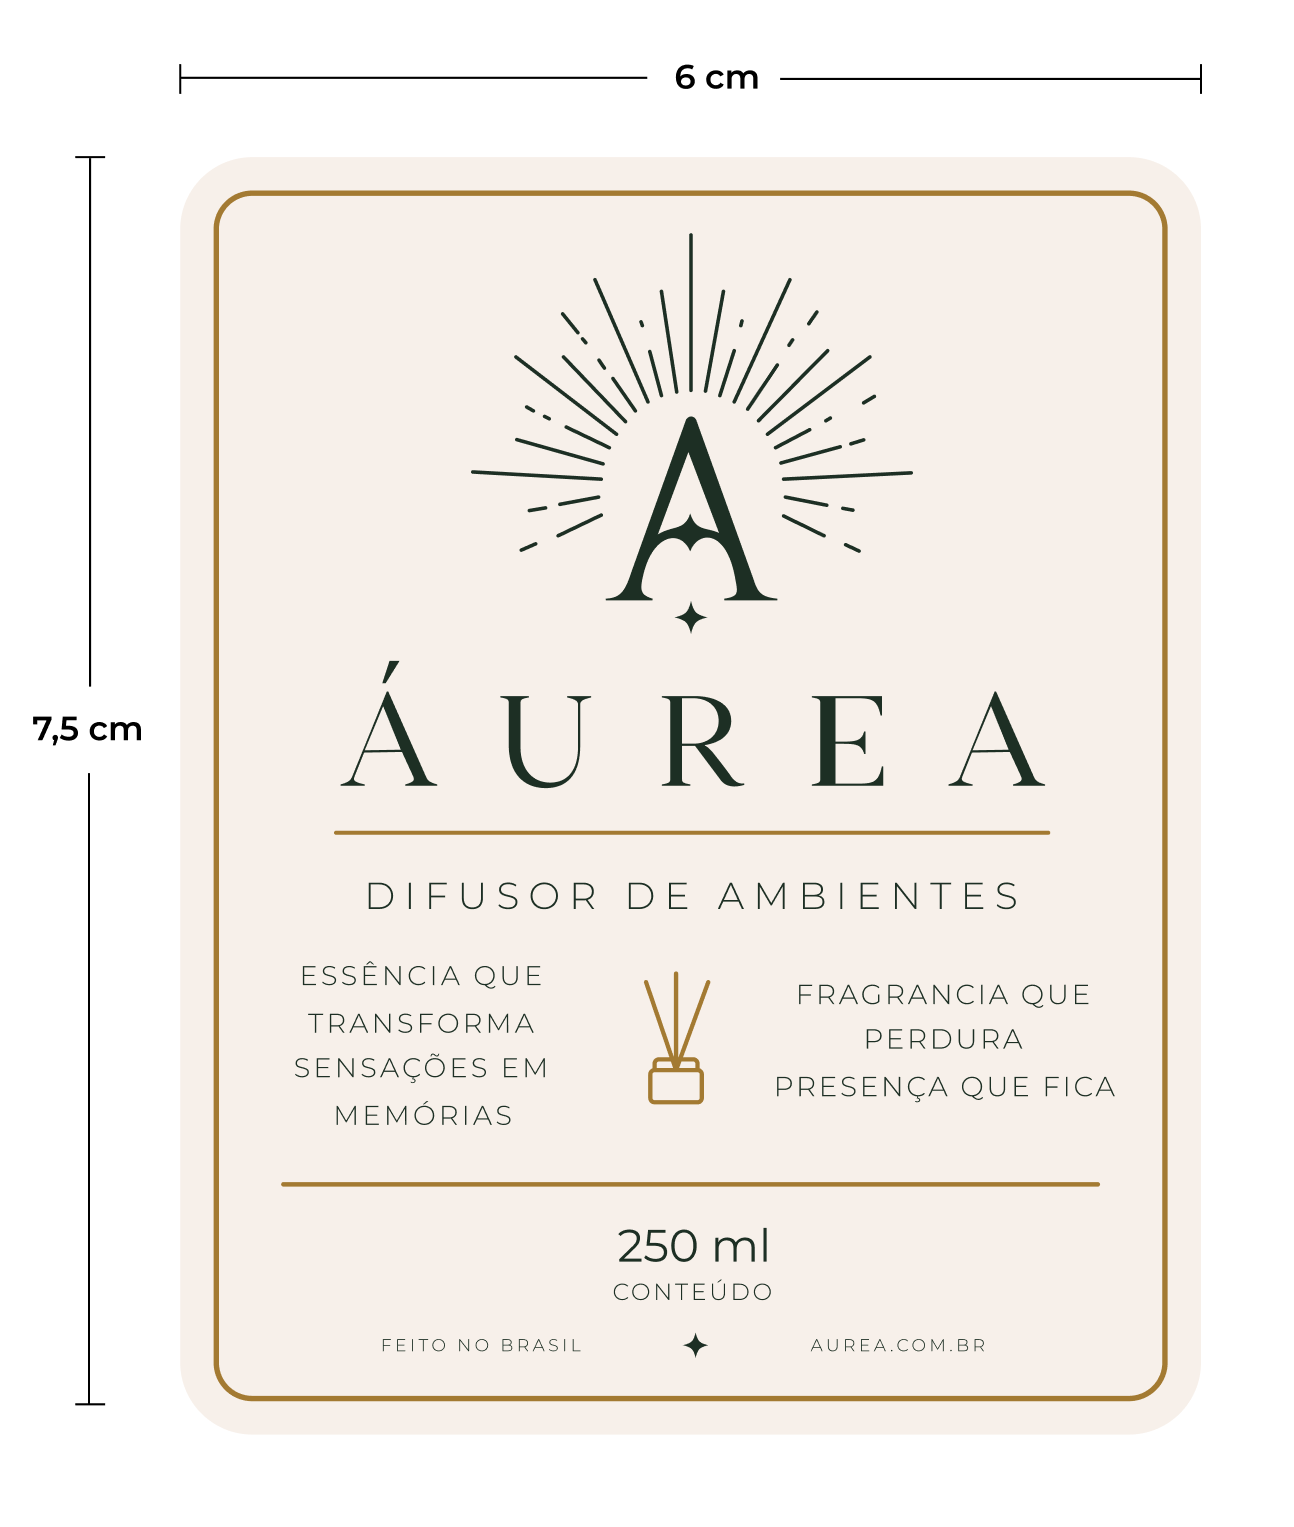 6 cm
7,5 cm
A
ÁUREA
DIFUSOR DE AMBIENTES
ESSÊNCIA QUE
TRANSFORMA
SENSAÇÕES EM
MEMÓRIAS
FRAGRANCIA QUE
PERDURA
PRESENÇA QUE FICA
250 ml
CONTEÚDO
FEITO NO BRASIL
AUREA.COM.BR